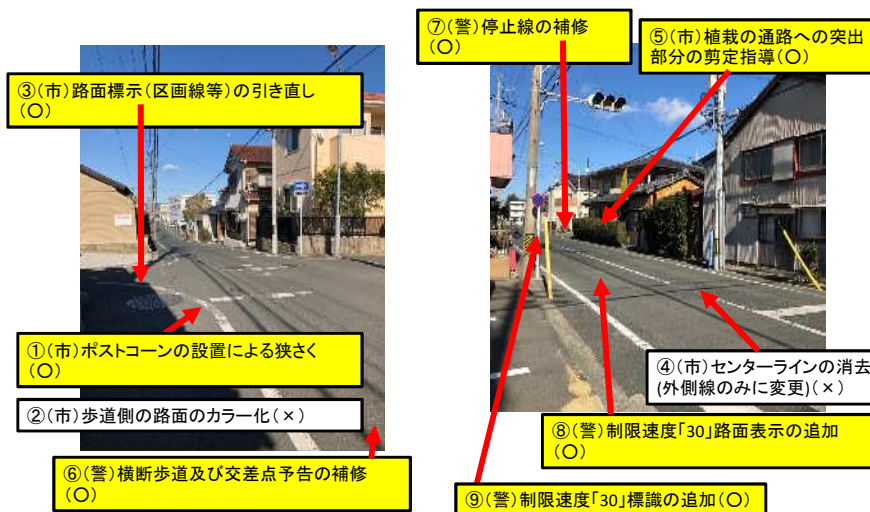 ③(市)路面標示(区画線等)の引き直し
(○)
①(市)ポストコーンの設置による狭さく
(○)
②(市)歩道側の路面のカラー化(×)
⑥(警)横断歩道及び交差点予告の補修
(○)
⑦(警)停止線の補修
(○)
⑤(市)植栽の通路への突出
部分の剪定指導(○)
④(市)センターラインの消去
(外側線のみに変更)(×)
⑧(警)制限速度「30」路面表示の追加
(○)
⑨(警)制限速度「30」標識の追加(○)